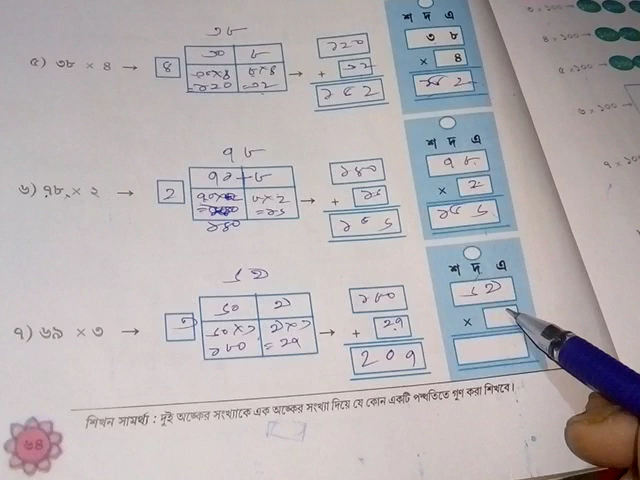 ৩৮
শ দ এ
৫) ৩৮ × ৪ → ৪ ৩০ ৮ → ১২০ ৩ ৮
৩০×৪ ৮×৪ + ৩২ × ৪
=১২০ =৩২ ১৫২ ১৫২
৭৮
শ দ এ
৬) ৭৮ × ২ → ২ ৭০ ৮ → ১৪০ ৭৮
৮×২ + ১৬ × ২
=১৬ ১৫৬ ১৫৬
১৪০
৬৯
শ দ এ
৭) ৬৯ × ৩ → ৩ ৬০ ৯ → ১৮০ ৬৯
৬০×৩ ৯×৩ + ২৭ ×
১৮০ =২৭ ২০৭
শিখন সামর্থ্য : দুই অঙ্কের সংখ্যাকে এক অঙ্কের সংখ্যা দিয়ে যে কোন একটি পদ্ধতিতে গুণ করা শিখবে।
৬৪